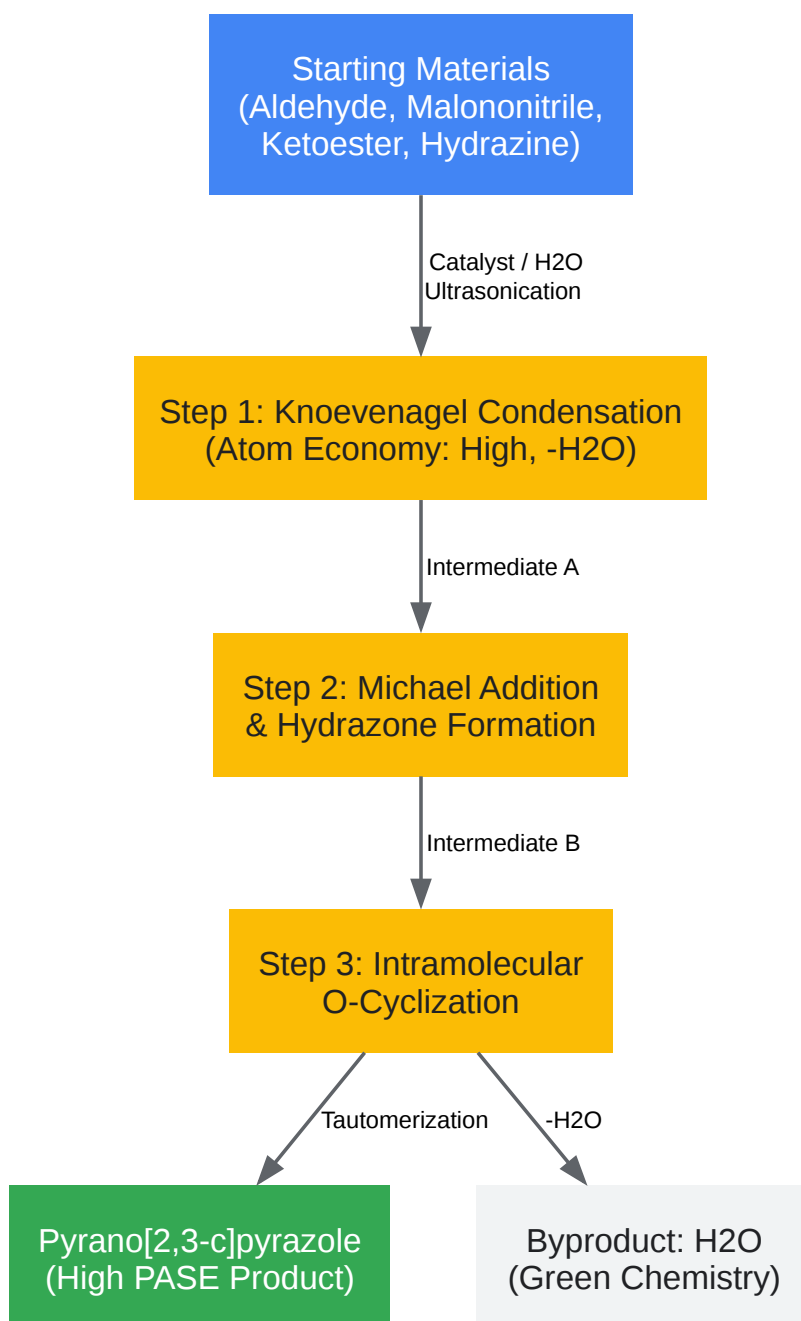 Starting Materials
(Aldehyde, Malononitrile,
Ketoester, Hydrazine)
Catalyst / H2O
Ultrasonication
Step 1: Knoevenagel Condensation
(Atom Economy: High, -H2O)
Intermediate A
Step 2: Michael Addition
& Hydrazone Formation
Intermediate B
Step 3: Intramolecular
O-Cyclization
Tautomerization
-H2O
Pyrano[2,3-c]pyrazole
(High PASE Product)
Byproduct: H2O
(Green Chemistry)